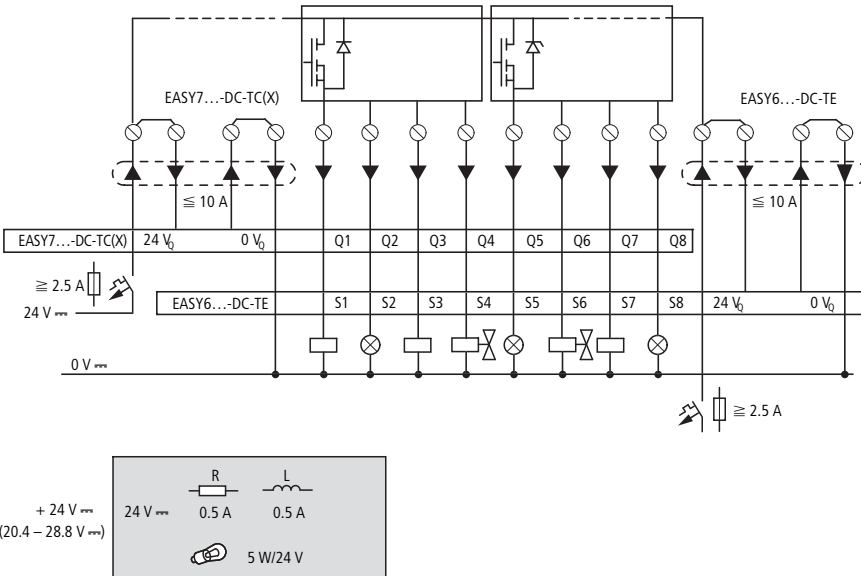 EASY7…-DC-TC(X)
EASY6…-DC-TE
≦ 10 A
≦ 10 A
EASY7…-DC-TC(X) 24 VQ 0 VQ Q1 Q2 Q3 Q4 Q5 Q6 Q7 Q8
≧ 2.5 A
24 V
EASY6…-DC-TE S1 S2 S3 S4 S5 S6 S7 S8 24 VQ 0 VQ
0 V
≧ 2.5 A
R L
+ 24 V
(20.4 – 28.8 V)
24 V 0.5 A 0.5 A
5 W/24 V